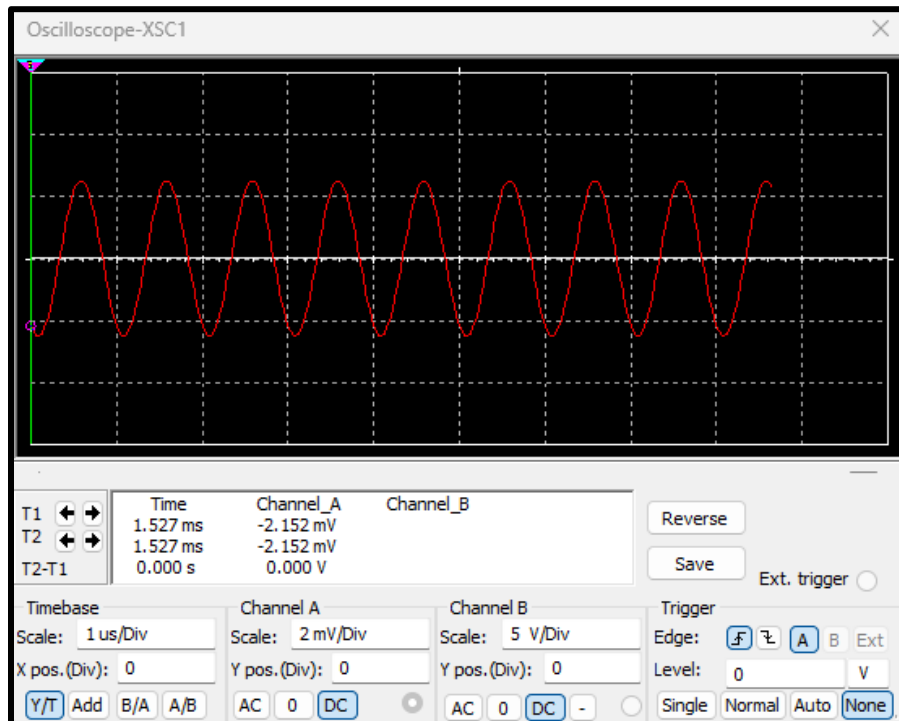 Oscilloscope-XSC1
Time Channel_A Channel_B
T1 1.527 ms -2.152 mV
T2 1.527 ms -2.152 mV
T2-T1 0.000 s 0.000 V
Reverse
Save
Ext. trigger
Timebase
Scale: 1 us/Div
X pos.(Div): 0
Y/T Add B/A A/B
Channel A
Scale: 2 mV/Div
Y pos.(Div): 0
AC 0 DC
Channel B
Scale: 5 V/Div
Y pos.(Div): 0
AC 0 DC -
Trigger
Edge: A B Ext
Level: 0 V
Single Normal Auto None